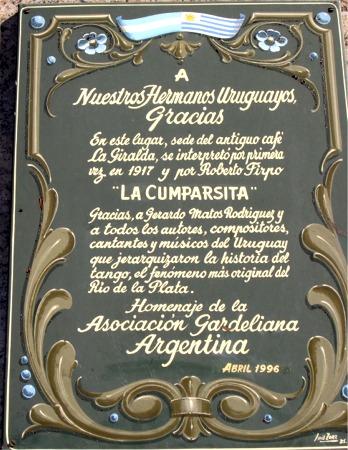 A
Nuestros Hermanos Uruguayos,
Gracias
En este lugar, sede del antiguo café
La Giralda, se interpretó por primera
vez, en 1917 y por Roberto Firpo
"LA CUMPARSITA"
Gracias, a Gerardo Matos Rodriguez y
a todos los autores, compositores,
cantantes y músicos del Uruguay
que jerarquizaron la historia del
tango, el fenómeno más original del
Rio de la Plata.
Homenaje de la
Asociación Gardeliana
Argentina
ABRIL 1996